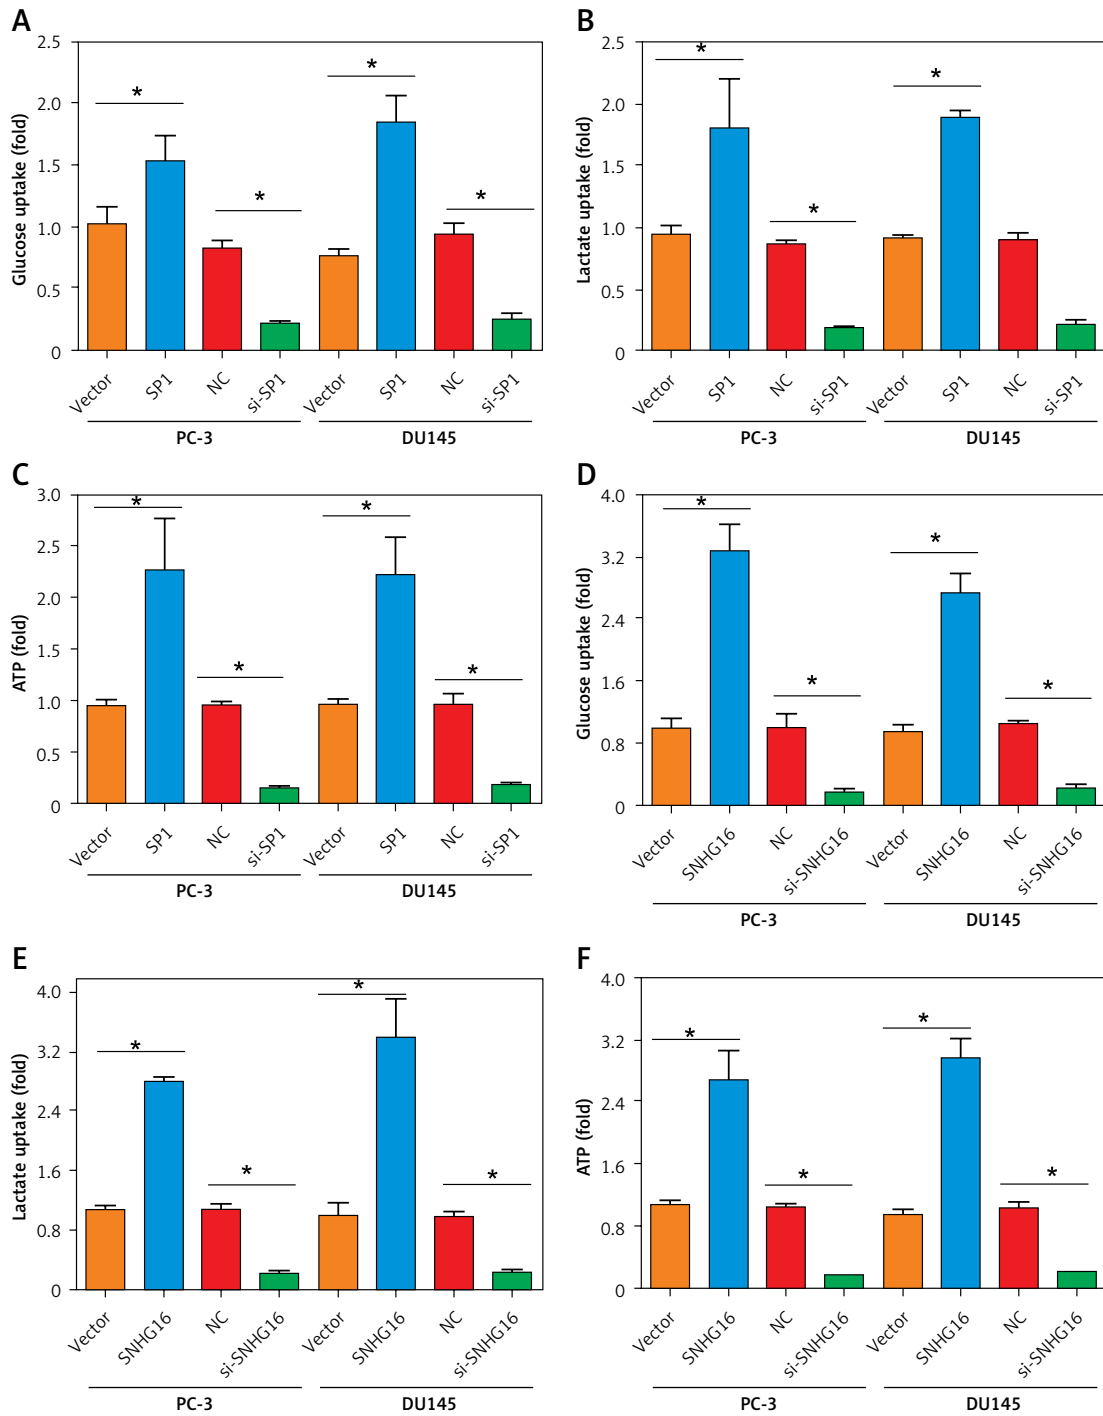 A
Glucose uptake (fold)
2.5
2.0
1.5
1.0
0.5
0
*
*
*
*
Vector
SP1
NC
si-SP1
Vector
SP1
NC
si-SP1
PC-3
DU145
B
Lactate uptake (fold)
2.5
2.0
1.5
1.0
0.5
0
*
*
*
Vector
SP1
NC
si-SP1
Vector
SP1
NC
si-SP1
PC-3
DU145
C
ATP (fold)
3.0
2.5
2.0
1.5
1.0
0.5
0
*
*
*
*
Vector
SP1
NC
si-SP1
Vector
SP1
NC
si-SP1
PC-3
DU145
D
Glucose uptake (fold)
4.0
3.2
2.4
1.6
0.8
0
*
*
*
*
Vector
SNHG16
NC
si-SNHG16
Vector
SNHG16
NC
si-SNHG16
PC-3
DU145
E
Lactate uptake (fold)
4.0
3.2
2.4
1.6
0.8
0
*
*
*
*
Vector
SNHG16
NC
si-SNHG16
Vector
SNHG16
NC
si-SNHG16
PC-3
DU145
F
ATP (fold)
4.0
3.2
2.4
1.6
0.8
0
*
*
*
*
Vector
SNHG16
NC
si-SNHG16
Vector
SNHG16
NC
si-SNHG16
PC-3
DU145